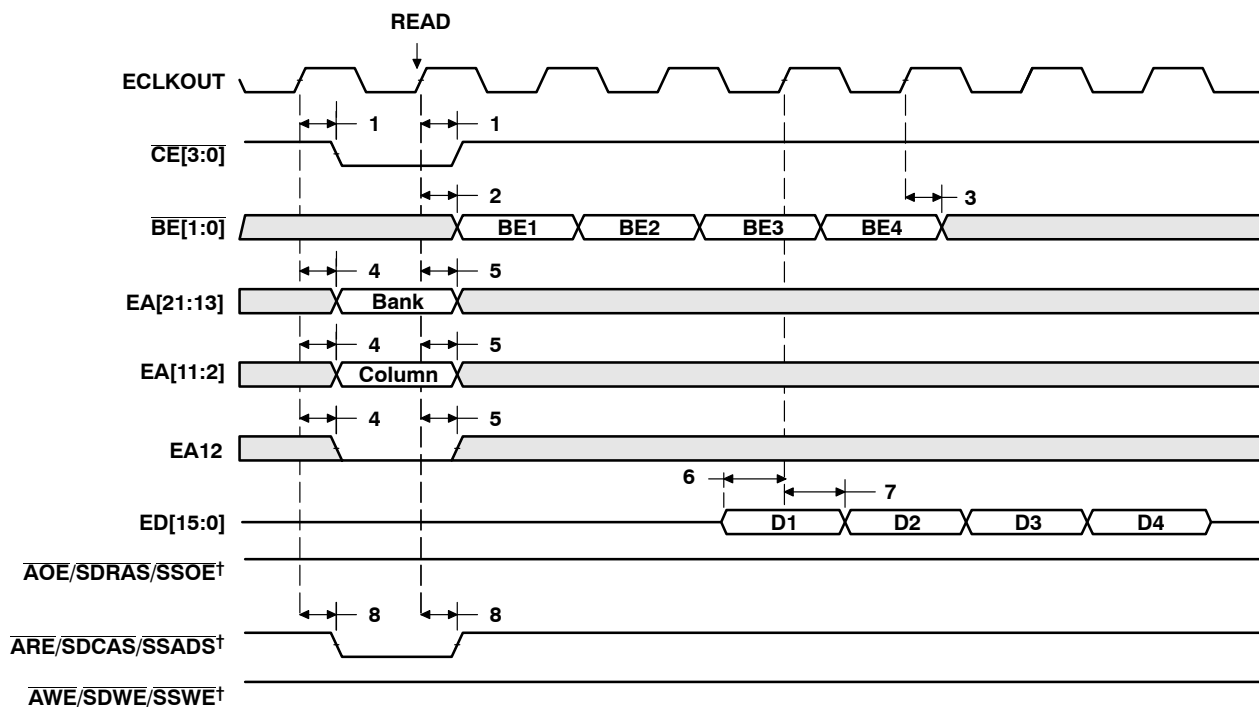 READ
ECLKOUT
1 1
CE[3:0]
2 3
BE[1:0] BE1 BE2 BE3 BE4
4 5
EA[21:13] Bank
4 5
EA[11:2] Column
4 5
EA12
6 7
ED[15:0] D1 D2 D3 D4
AOE/SDRAS/SSOE†
8 8
ARE/SDCAS/SSADS†
AWE/SDWE/SSWE†